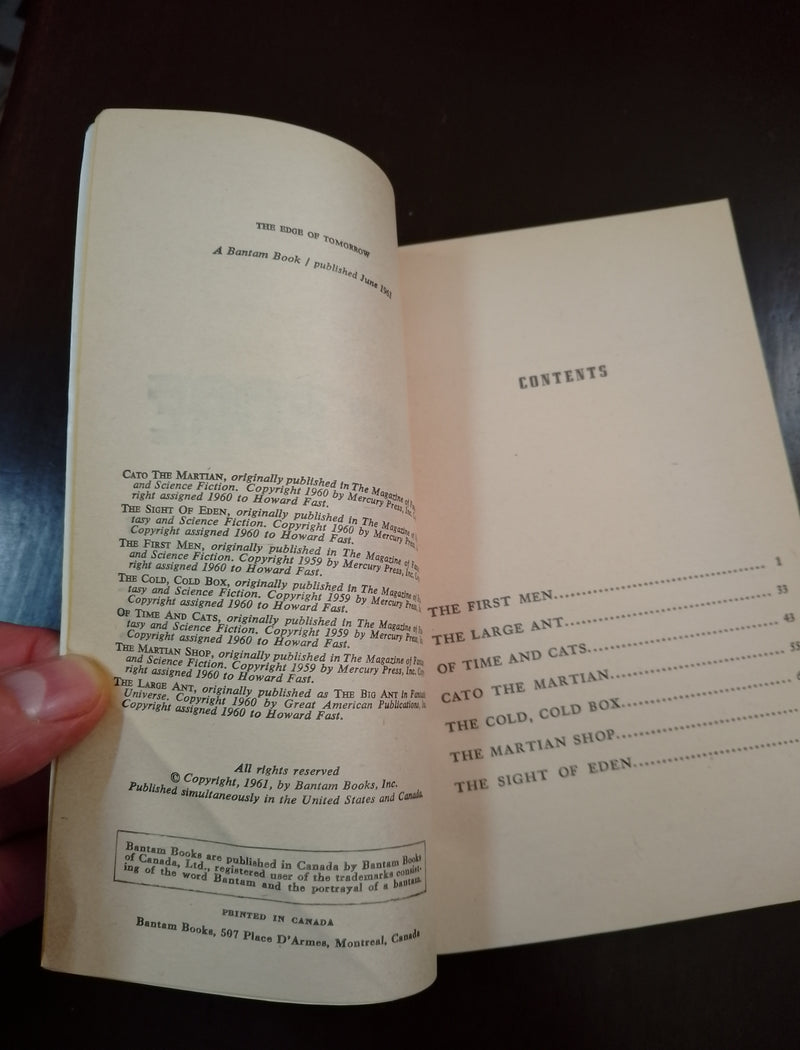 THE EDGE OF TOMORROW
A Bantam Book / published June 1961
CATO THE MARTIAN, originally published in The Magazine of
and Science Fiction. Copyright 1960 by Mercury Press, Inc.
right assigned 1960 to Howard Fast.
THE SIGHT OF EDEN, originally published in The Magazine of
tasy and Science Fiction. Copyright 1960 by Mercury Press,
Copyright assigned 1960 to Howard Fast.
THE FIRST MEN, originally published in The Magazine of
and Science Fiction. Copyright 1959 by Mercury Press, Inc.
right assigned 1960 to Howard Fast.
THE COLD, COLD BOX, originally published in The Magazine of
tasy and Science Fiction. Copyright 1959 by Mercury Press,
Copyright assigned 1960 to Howard Fast.
OF TIME AND CATS, originally published in The Magazine of
tasy and Science Fiction. Copyright 1959 by Mercury Press,
Copyright assigned 1960 to Howard Fast.
THE MARTIAN SHOP, originally published in The Magazine of
and Science Fiction. Copyright 1959 by Mercury Press, Inc.
right assigned 1960 to Howard Fast.
THE LARGE ANT, originally published as THE BIG ANT in
Universe. Copyright 1960 by Great American Publications,
Copyright assigned 1960 to Howard Fast.
All rights reserved
© Copyright, 1961, by Bantam Books, Inc.
Published simultaneously in the United States and Canada.
Bantam Books are published in Canada by Bantam Books
of Canada, Ltd., registered user of the trademarks consist-
ing of the word Bantam and the portrayal of a bantam.
PRINTED IN CANADA
Bantam Books, 507 Place D'Armes, Montreal, Canada
CONTENTS
THE FIRST MEN 1
THE LARGE ANT 33
OF TIME AND CATS 43
CATO THE MARTIAN
THE COLD, COLD BOX
THE MARTIAN SHOP
THE SIGHT OF EDEN